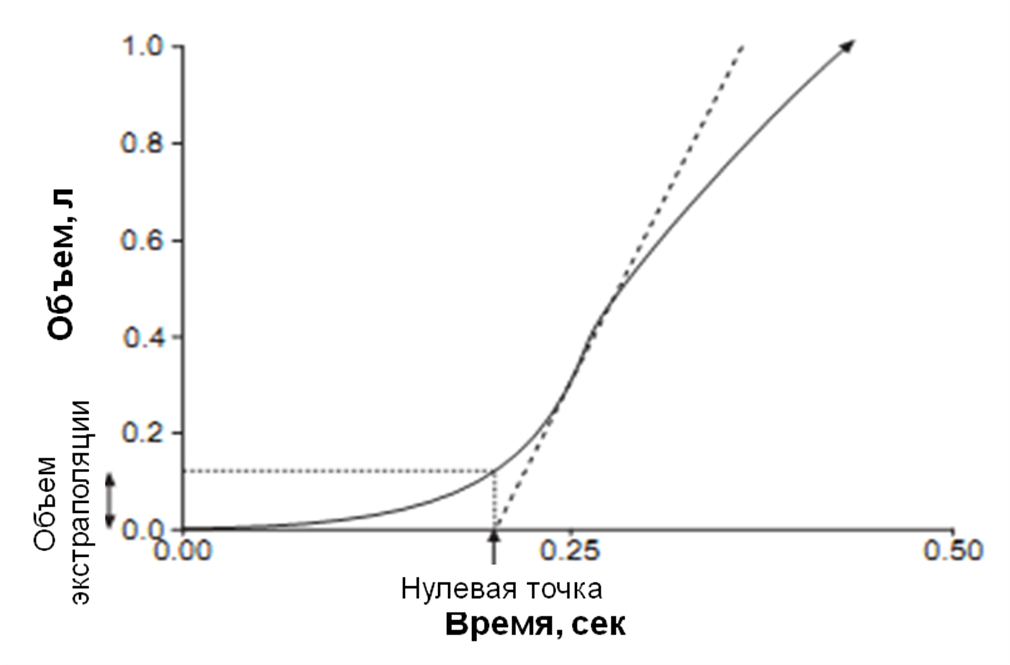 1.0
0.8
0.6
0.4
0.2
0.0
Объем, л
Объем
экстраполяции
0.00
0.25
0.50
Нулевая точка
Время, сек